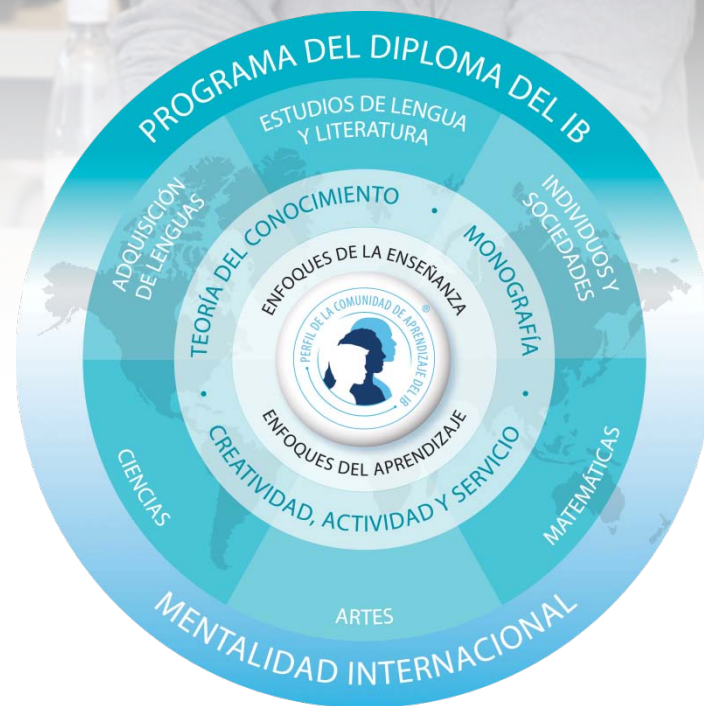 PROGRAMA DEL DIPLOMA DEL IB
ESTUDIOS DE LENGUA
Y LITERATURA
ADQUISICIÓN
DE LENGUAS
INDIVIDUOS Y
SOCIEDADES
TEORÍA DEL CONOCIMIENTO
·
MONOGRAFÍA
·
CREATIVIDAD, ACTIVIDAD Y SERVICIO
·
ENFOQUES DE LA ENSEÑANZA
PERFIL DE LA COMUNIDAD DE APRENDIZAJE DEL IB ®
ENFOQUES DEL APRENDIZAJE
CIENCIAS
MATEMÁTICAS
ARTES
MENTALIDAD INTERNACIONAL